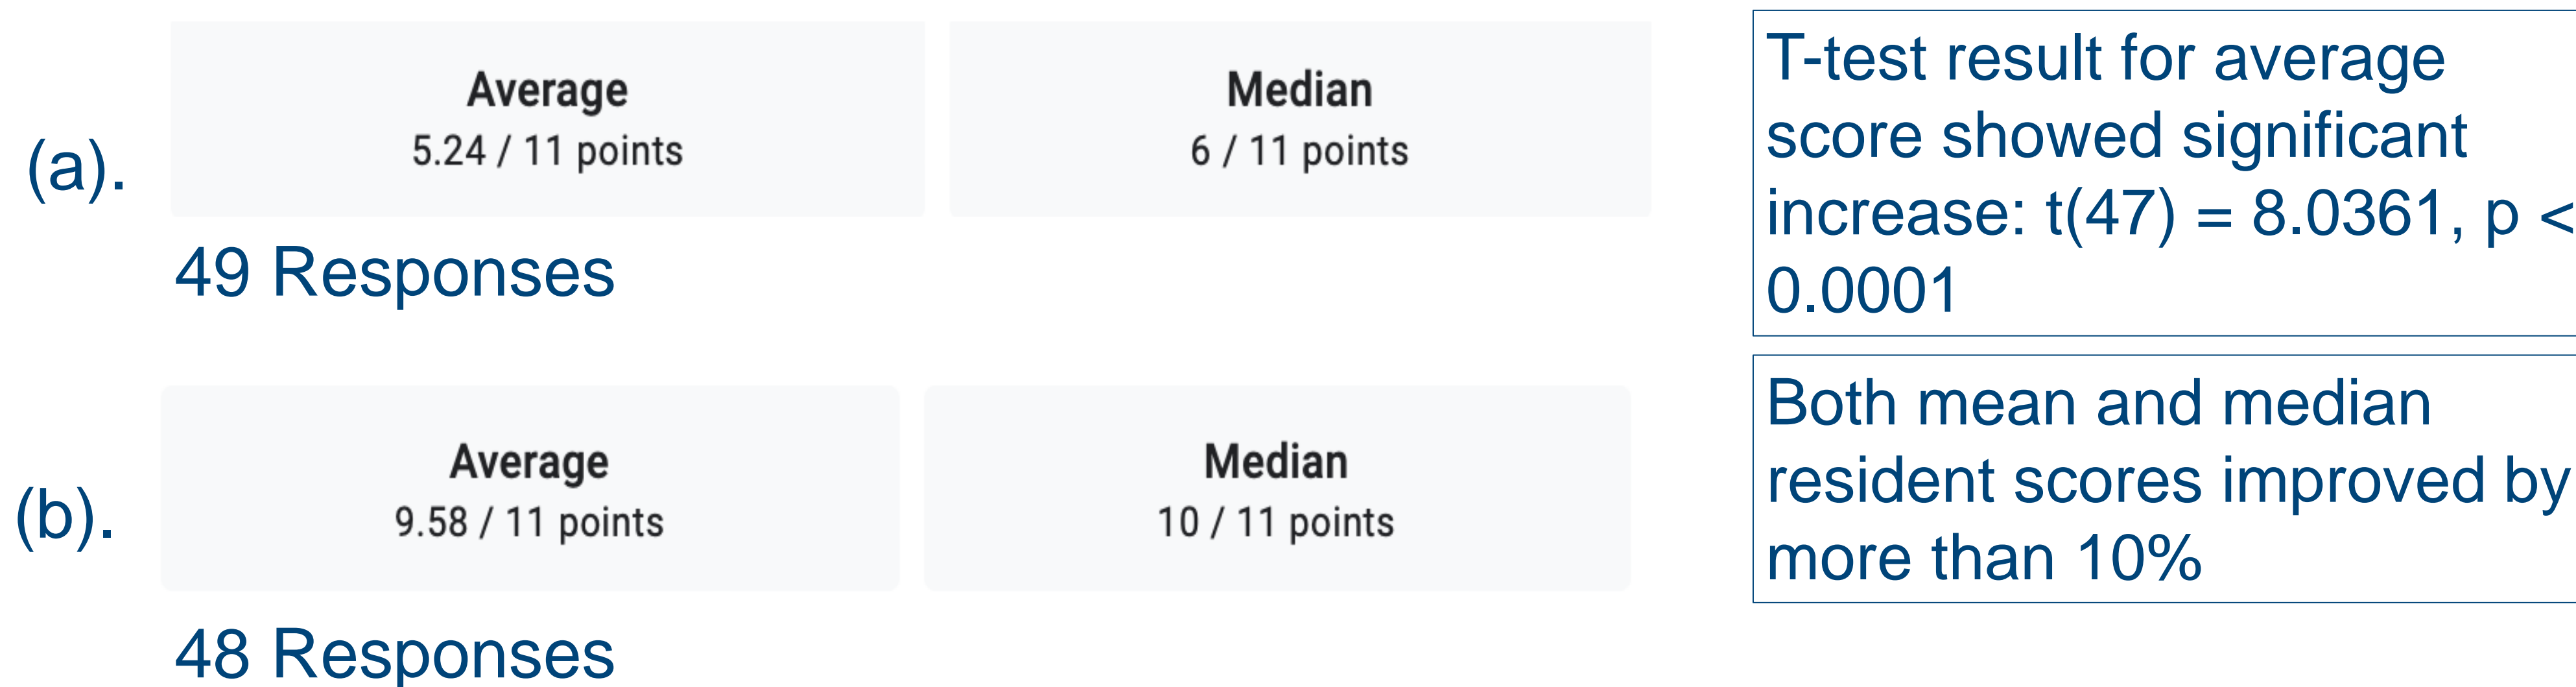 (a).
Average
5.24 / 11 points
Median
6 / 11 points
49 Responses
(b).
Average
9.58 / 11 points
Median
10 / 11 points
48 Responses
T-test result for average
score showed significant
increase: t(47) = 8.0361, p <
0.0001
Both mean and median
resident scores improved by
more than 10%